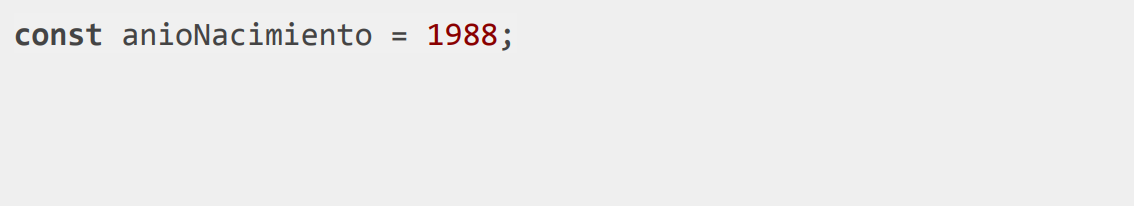 const anioNacimiento = 1988;